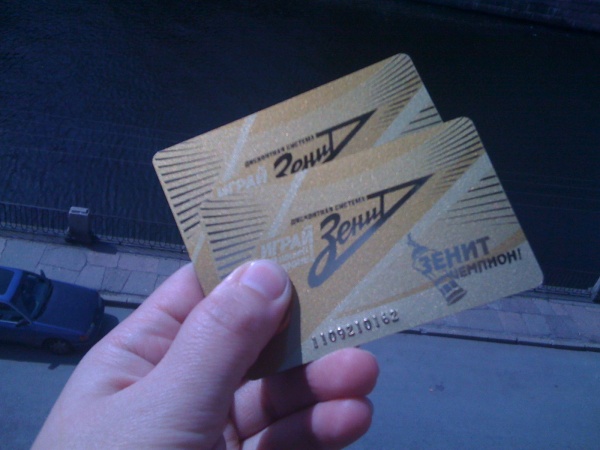 ДИСКОНТНАЯ СИСТЕМА
Зенит
ИГРАЙ
ДИСКОНТНАЯ СИСТЕМА
Зенит
ИГРАЙ
ЗЕНИТ
ЧЕМПИОН!
1109210162